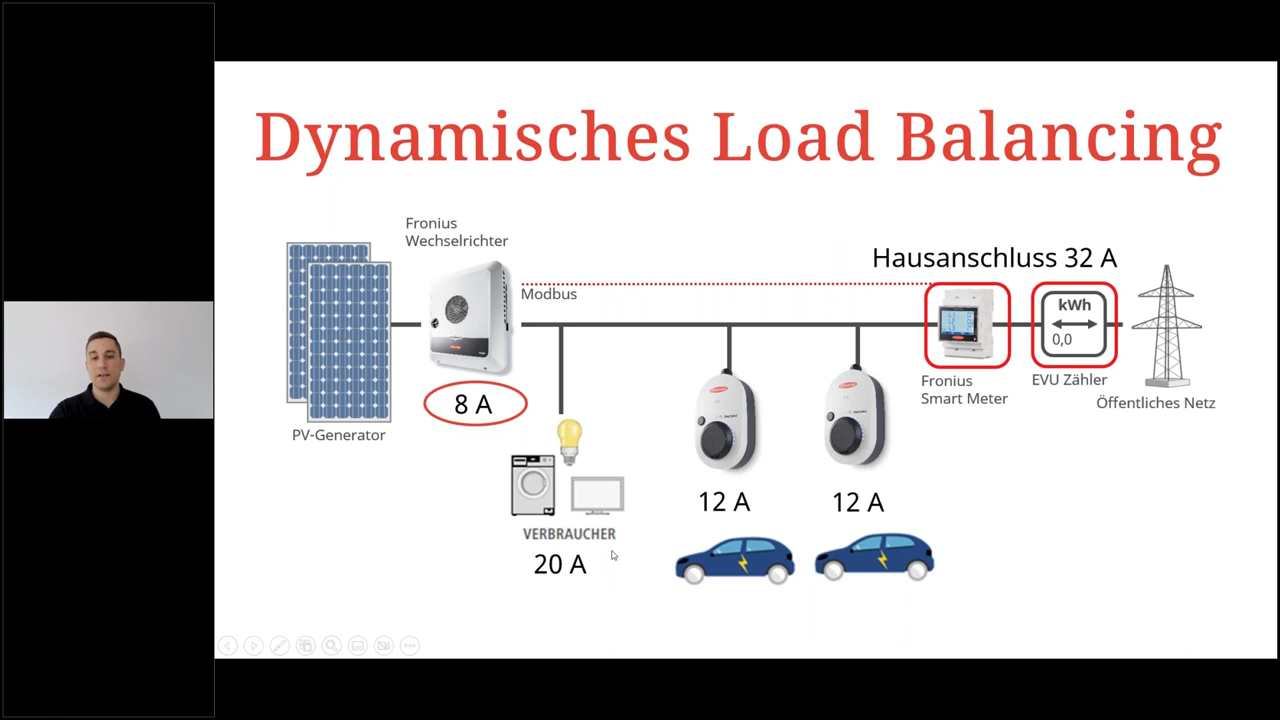 Dynamisches Load Balancing
Fronius
Wechselrichter
Hausanschluss 32 A
Modbus
kWh
0,0
Fronius
Smart Meter
EVU Zähler
Öffentliches Netz
8 A
PV-Generator
12 A
12 A
VERBRAUCHER
20 A